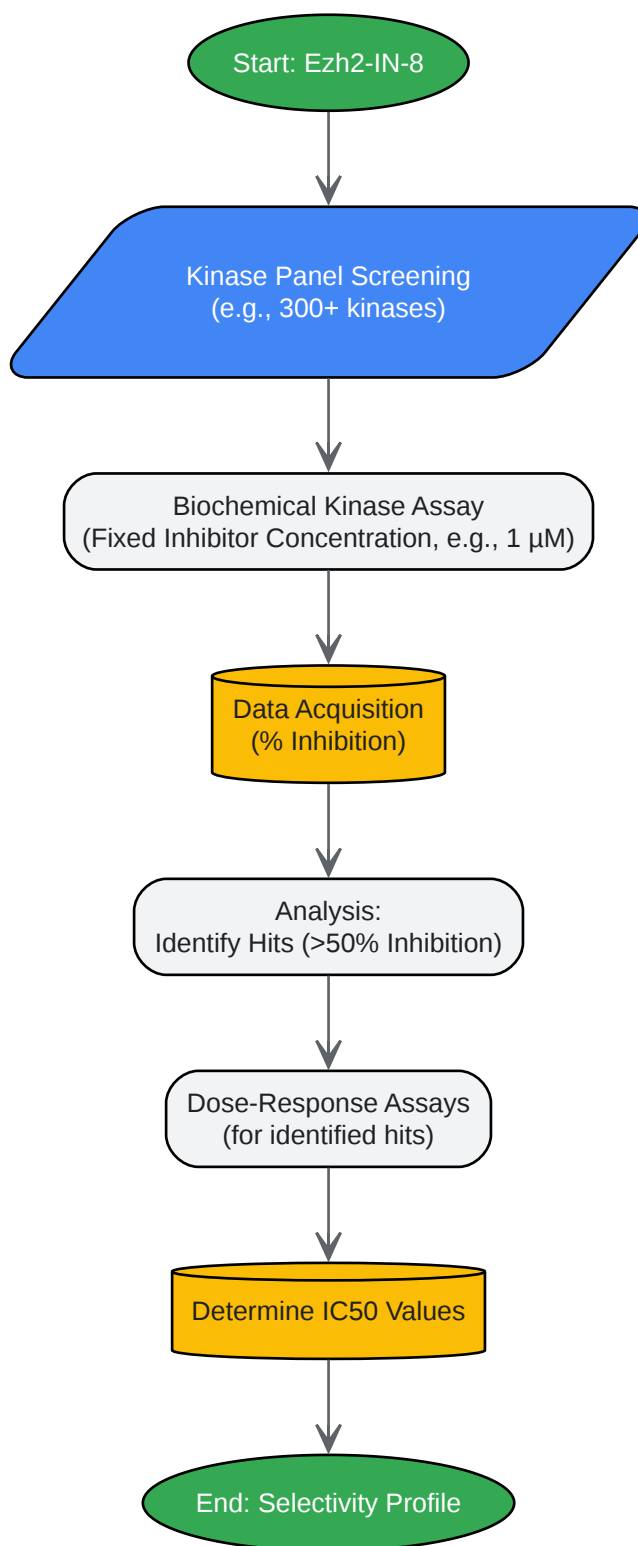 Start: Ezh2-IN-8
Kinase Panel Screening
(e.g., 300+ kinases)
Biochemical Kinase Assay
(Fixed Inhibitor Concentration, e.g., 1 µM)
Data Acquisition
(% Inhibition)
Analysis:
Identify Hits (>50% Inhibition)
Dose-Response Assays
(for identified hits)
Determine IC50 Values
End: Selectivity Profile